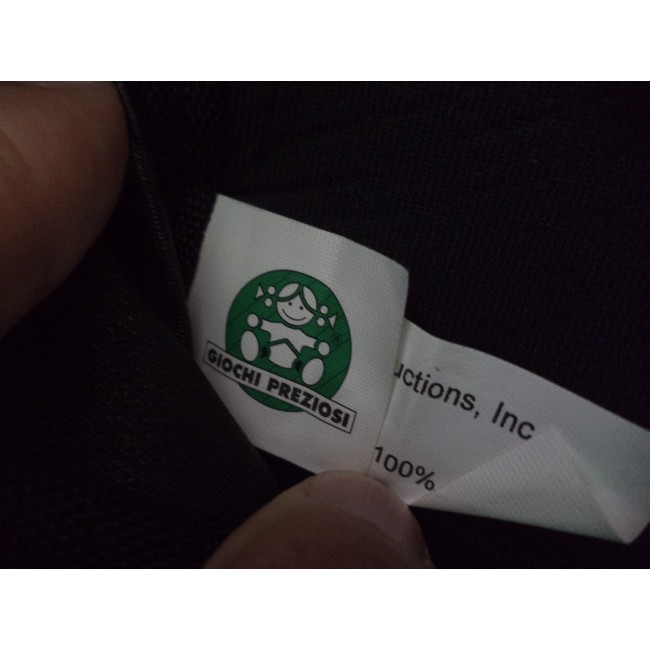 GIOCHI PREZIOSI
uctions, Inc
100%